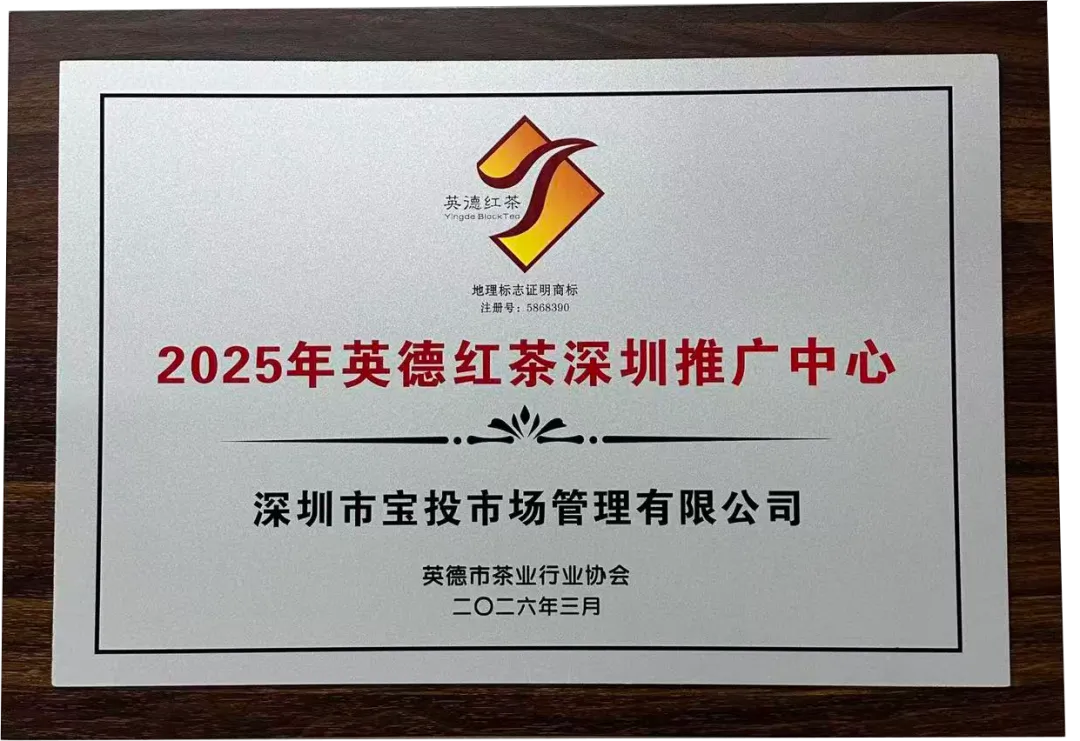 英德红茶
Yingde BlackTea
地理标志证明商标
注册号：5868390
2025年英德红茶深圳推广中心
深圳市宝投市场管理有限公司
英德市茶业行业协会
二〇二六年三月